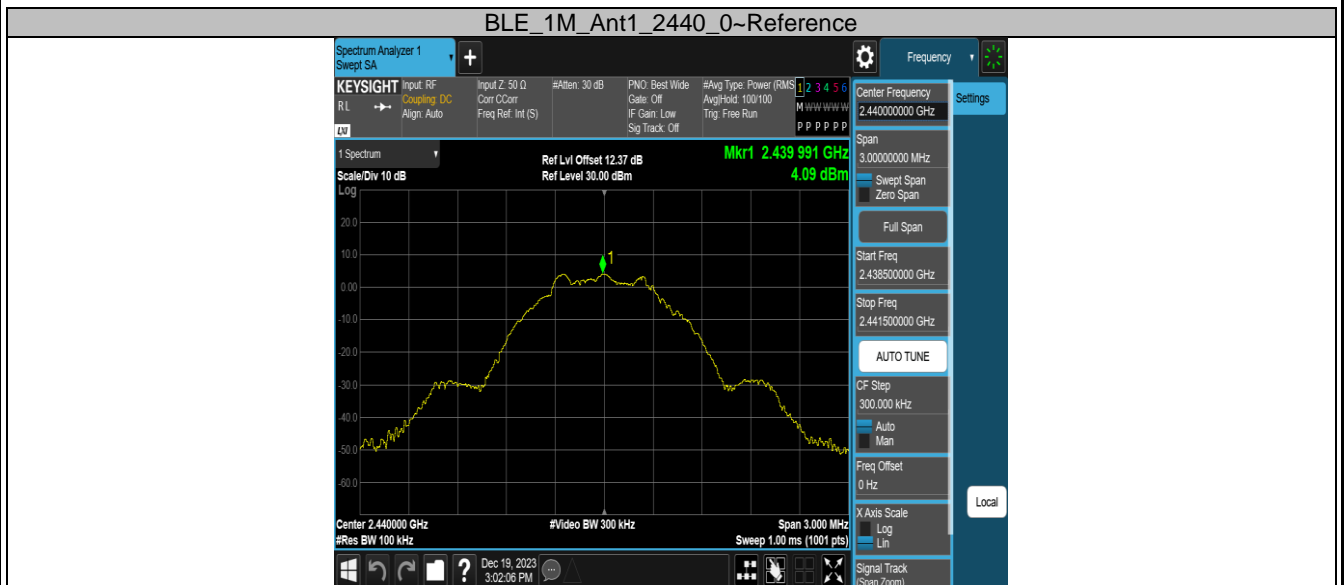 BLE_1M_Ant1_2440_0~Reference
Spectrum Analyzer 1
Swept SA
+
Frequency
KEYSIGHT
RL
LXI
Input: RF
Coupling: DC
Align: Auto
Input Z: 50 Ω
Corr CCorr
Freq Ref: Int (S)
#Atten: 30 dB
PNO: Best Wide
Gate: Off
IF Gain: Low
Sig Track: Off
#Avg Type: Power (RMS
Avg|Hold: 100/100
Trig: Free Run
1 2 3 4 5 6
M W W W W W
P P P P P P
1 Spectrum
Scale/Div 10 dB
Log
Ref Lvl Offset 12.37 dB
Ref Level 30.00 dBm
Mkr1 2.439 991 GHz
4.09 dBm
20.0
10.0
0.00
-10.0
-20.0
-30.0
-40.0
-50.0
-60.0
1
Center 2.440000 GHz
#Res BW 100 kHz
#Video BW 300 kHz
Span 3.000 MHz
Sweep 1.00 ms (1001 pts)
?
Dec 19, 2023
3:02:06 PM
Center Frequency
2.440000000 GHz
Settings
Span
3.00000000 MHz
Swept Span
Zero Span
Full Span
Start Freq
2.438500000 GHz
Stop Freq
2.441500000 GHz
AUTO TUNE
CF Step
300.000 kHz
Auto
Man
Freq Offset
0 Hz
Local
X Axis Scale
Log
Lin
Signal Track
(Span Zoom)